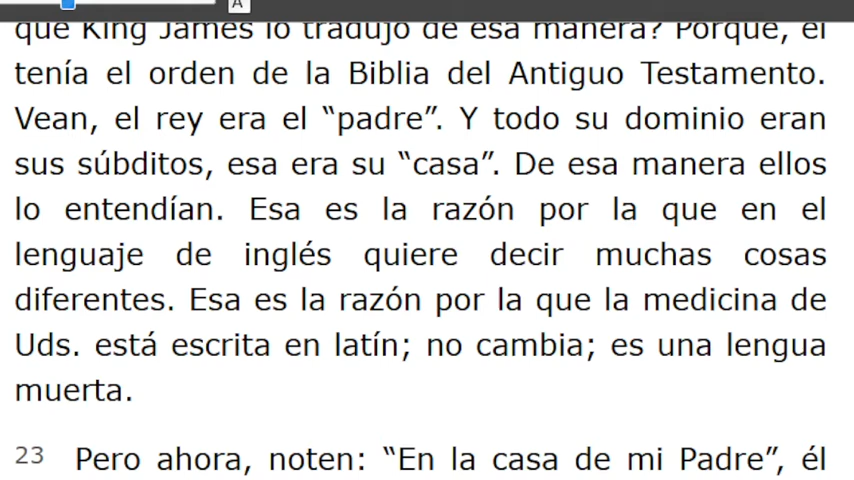 A
que King James lo tradujo de esa manera? Porque, él
tenía el orden de la Biblia del Antiguo Testamento.
Vean, el rey era el “padre”. Y todo su dominio eran
sus súbditos, esa era su “casa”. De esa manera ellos
lo entendían. Esa es la razón por la que en el
lenguaje de inglés quiere decir muchas cosas
diferentes. Esa es la razón por la que la medicina de
Uds. está escrita en latín; no cambia; es una lengua
muerta.
23 Pero ahora, noten: “En la casa de mi Padre”, él